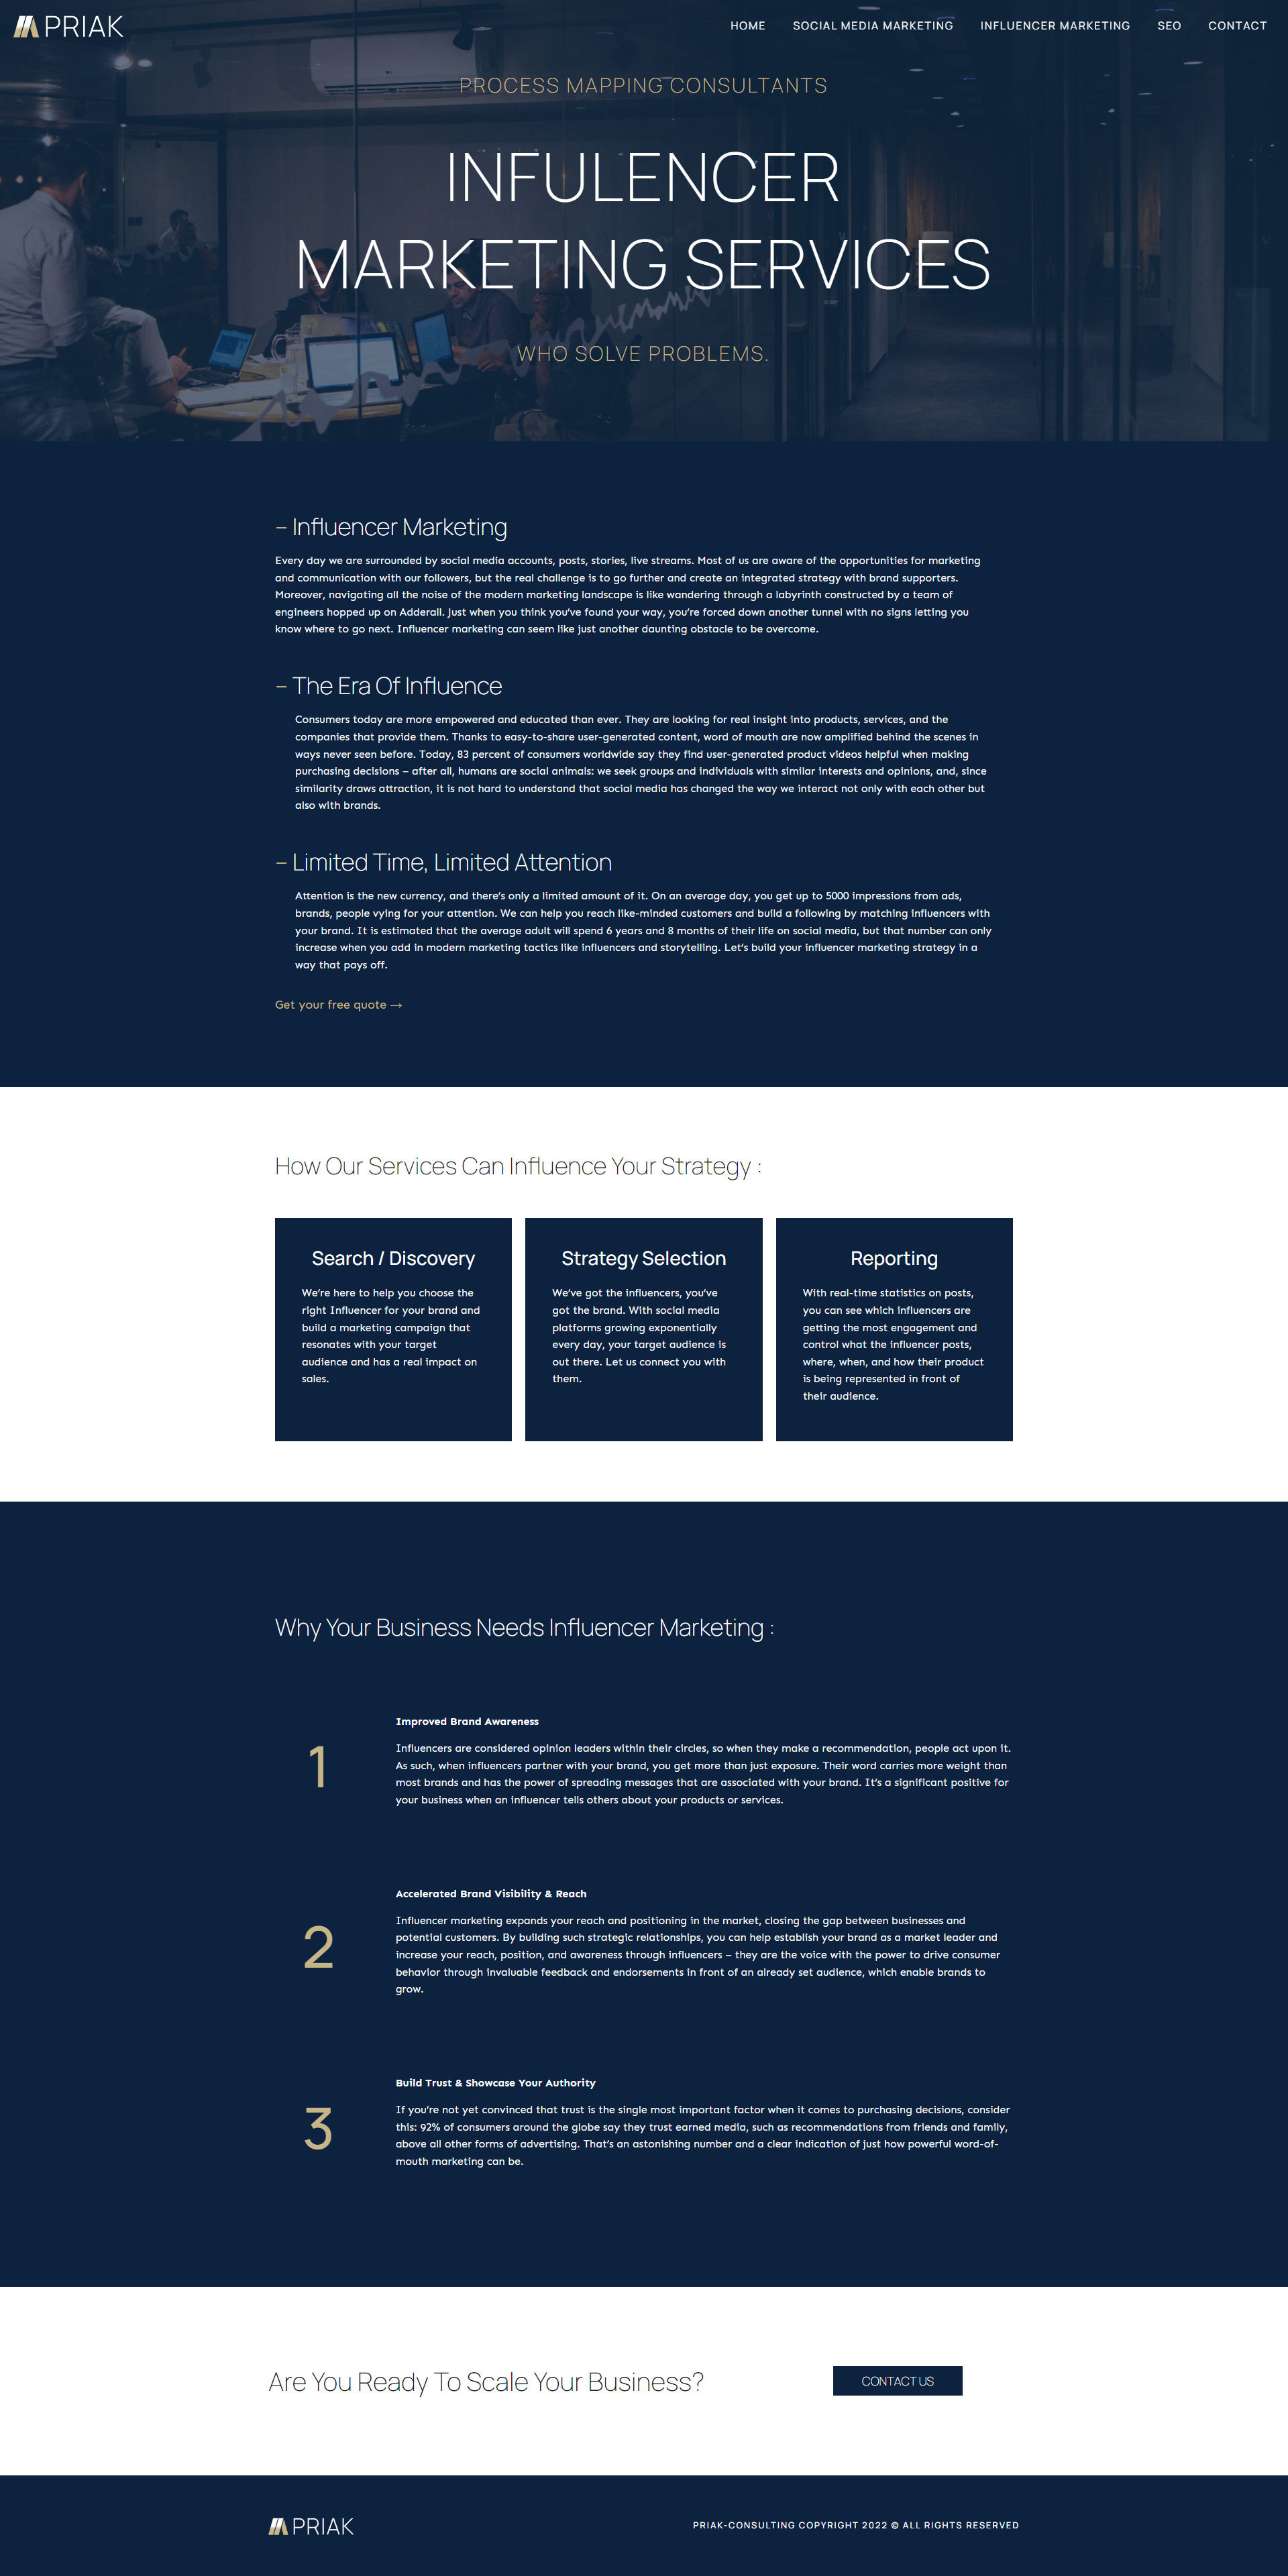 PRIAK
HOME SOCIAL MEDIA MARKETING INFLUENCER MARKETING SEO CONTACT
PROCESS MAPPING CONSULTANTS
INFULENCER
MARKETING SERVICES
WHO SOLVE PROBLEMS.
– Influencer Marketing
Every day we are surrounded by social media accounts, posts, stories, live streams. Most of us are aware of the opportunities for marketing
and communication with our followers, but the real challenge is to go further and create an integrated strategy with brand supporters.
Moreover, navigating all the noise of the modern marketing landscape is like wandering through a labyrinth constructed by a team of
engineers hopped up on Adderall. Just when you think you’ve found your way, you’re forced down another tunnel with no signs letting you
know where to go next. Influencer marketing can seem like just another daunting obstacle to be overcome.
– The Era Of Influence
Consumers today are more empowered and educated than ever. They are looking for real insight into products, services, and the
companies that provide them. Thanks to easy-to-share user-generated content, word of mouth are now amplified behind the scenes in
ways never seen before. Today, 83 percent of consumers worldwide say they find user-generated product videos helpful when making
purchasing decisions – after all, humans are social animals: we seek groups and individuals with similar interests and opinions, and, since
similarity draws attraction, it is not hard to understand that social media has changed the way we interact not only with each other but
also with brands.
– Limited Time, Limited Attention
Attention is the new currency, and there’s only a limited amount of it. On an average day, you get up to 5000 impressions from ads,
brands, people vying for your attention. We can help you reach like-minded customers and build a following by matching influencers with
your brand. It is estimated that the average adult will spend 6 years and 8 months of their life on social media, but that number can only
increase when you add in modern marketing tactics like influencers and storytelling. Let’s build your influencer marketing strategy in a
way that pays off.
Get your free quote →
How Our Services Can Influence Your Strategy :
Search / Discovery
We’re here to help you choose the
right Influencer for your brand and
build a marketing campaign that
resonates with your target
audience and has a real impact on
sales.
Strategy Selection
We’ve got the influencers, you’ve
got the brand. With social media
platforms growing exponentially
every day, your target audience is
out there. Let us connect you with
them.
Reporting
With real-time statistics on posts,
you can see which influencers are
getting the most engagement and
control what the influencer posts,
where, when, and how their product
is being represented in front of
their audience.
Why Your Business Needs Influencer Marketing :
1
Improved Brand Awareness
Influencers are considered opinion leaders within their circles, so when they make a recommendation, people act upon it.
As such, when influencers partner with your brand, you get more than just exposure. Their word carries more weight than
most brands and has the power of spreading messages that are associated with your brand. It’s a significant positive for
your business when an influencer tells others about your products or services.
2
Accelerated Brand Visibility & Reach
Influencer marketing expands your reach and positioning in the market, closing the gap between businesses and
potential customers. By building such strategic relationships, you can help establish your brand as a market leader and
increase your reach, position, and awareness through influencers – they are the voice with the power to drive consumer
behavior through invaluable feedback and endorsements in front of an already set audience, which enable brands to
grow.
3
Build Trust & Showcase Your Authority
If you’re not yet convinced that trust is the single most important factor when it comes to purchasing decisions, consider
this: 92% of consumers around the globe say they trust earned media, such as recommendations from friends and family,
above all other forms of advertising. That’s an astonishing number and a clear indication of just how powerful word-of-
mouth marketing can be.
Are You Ready To Scale Your Business?
CONTACT US
PRIAK
PRIAK-CONSULTING COPYRIGHT 2022 © ALL RIGHTS RESERVED